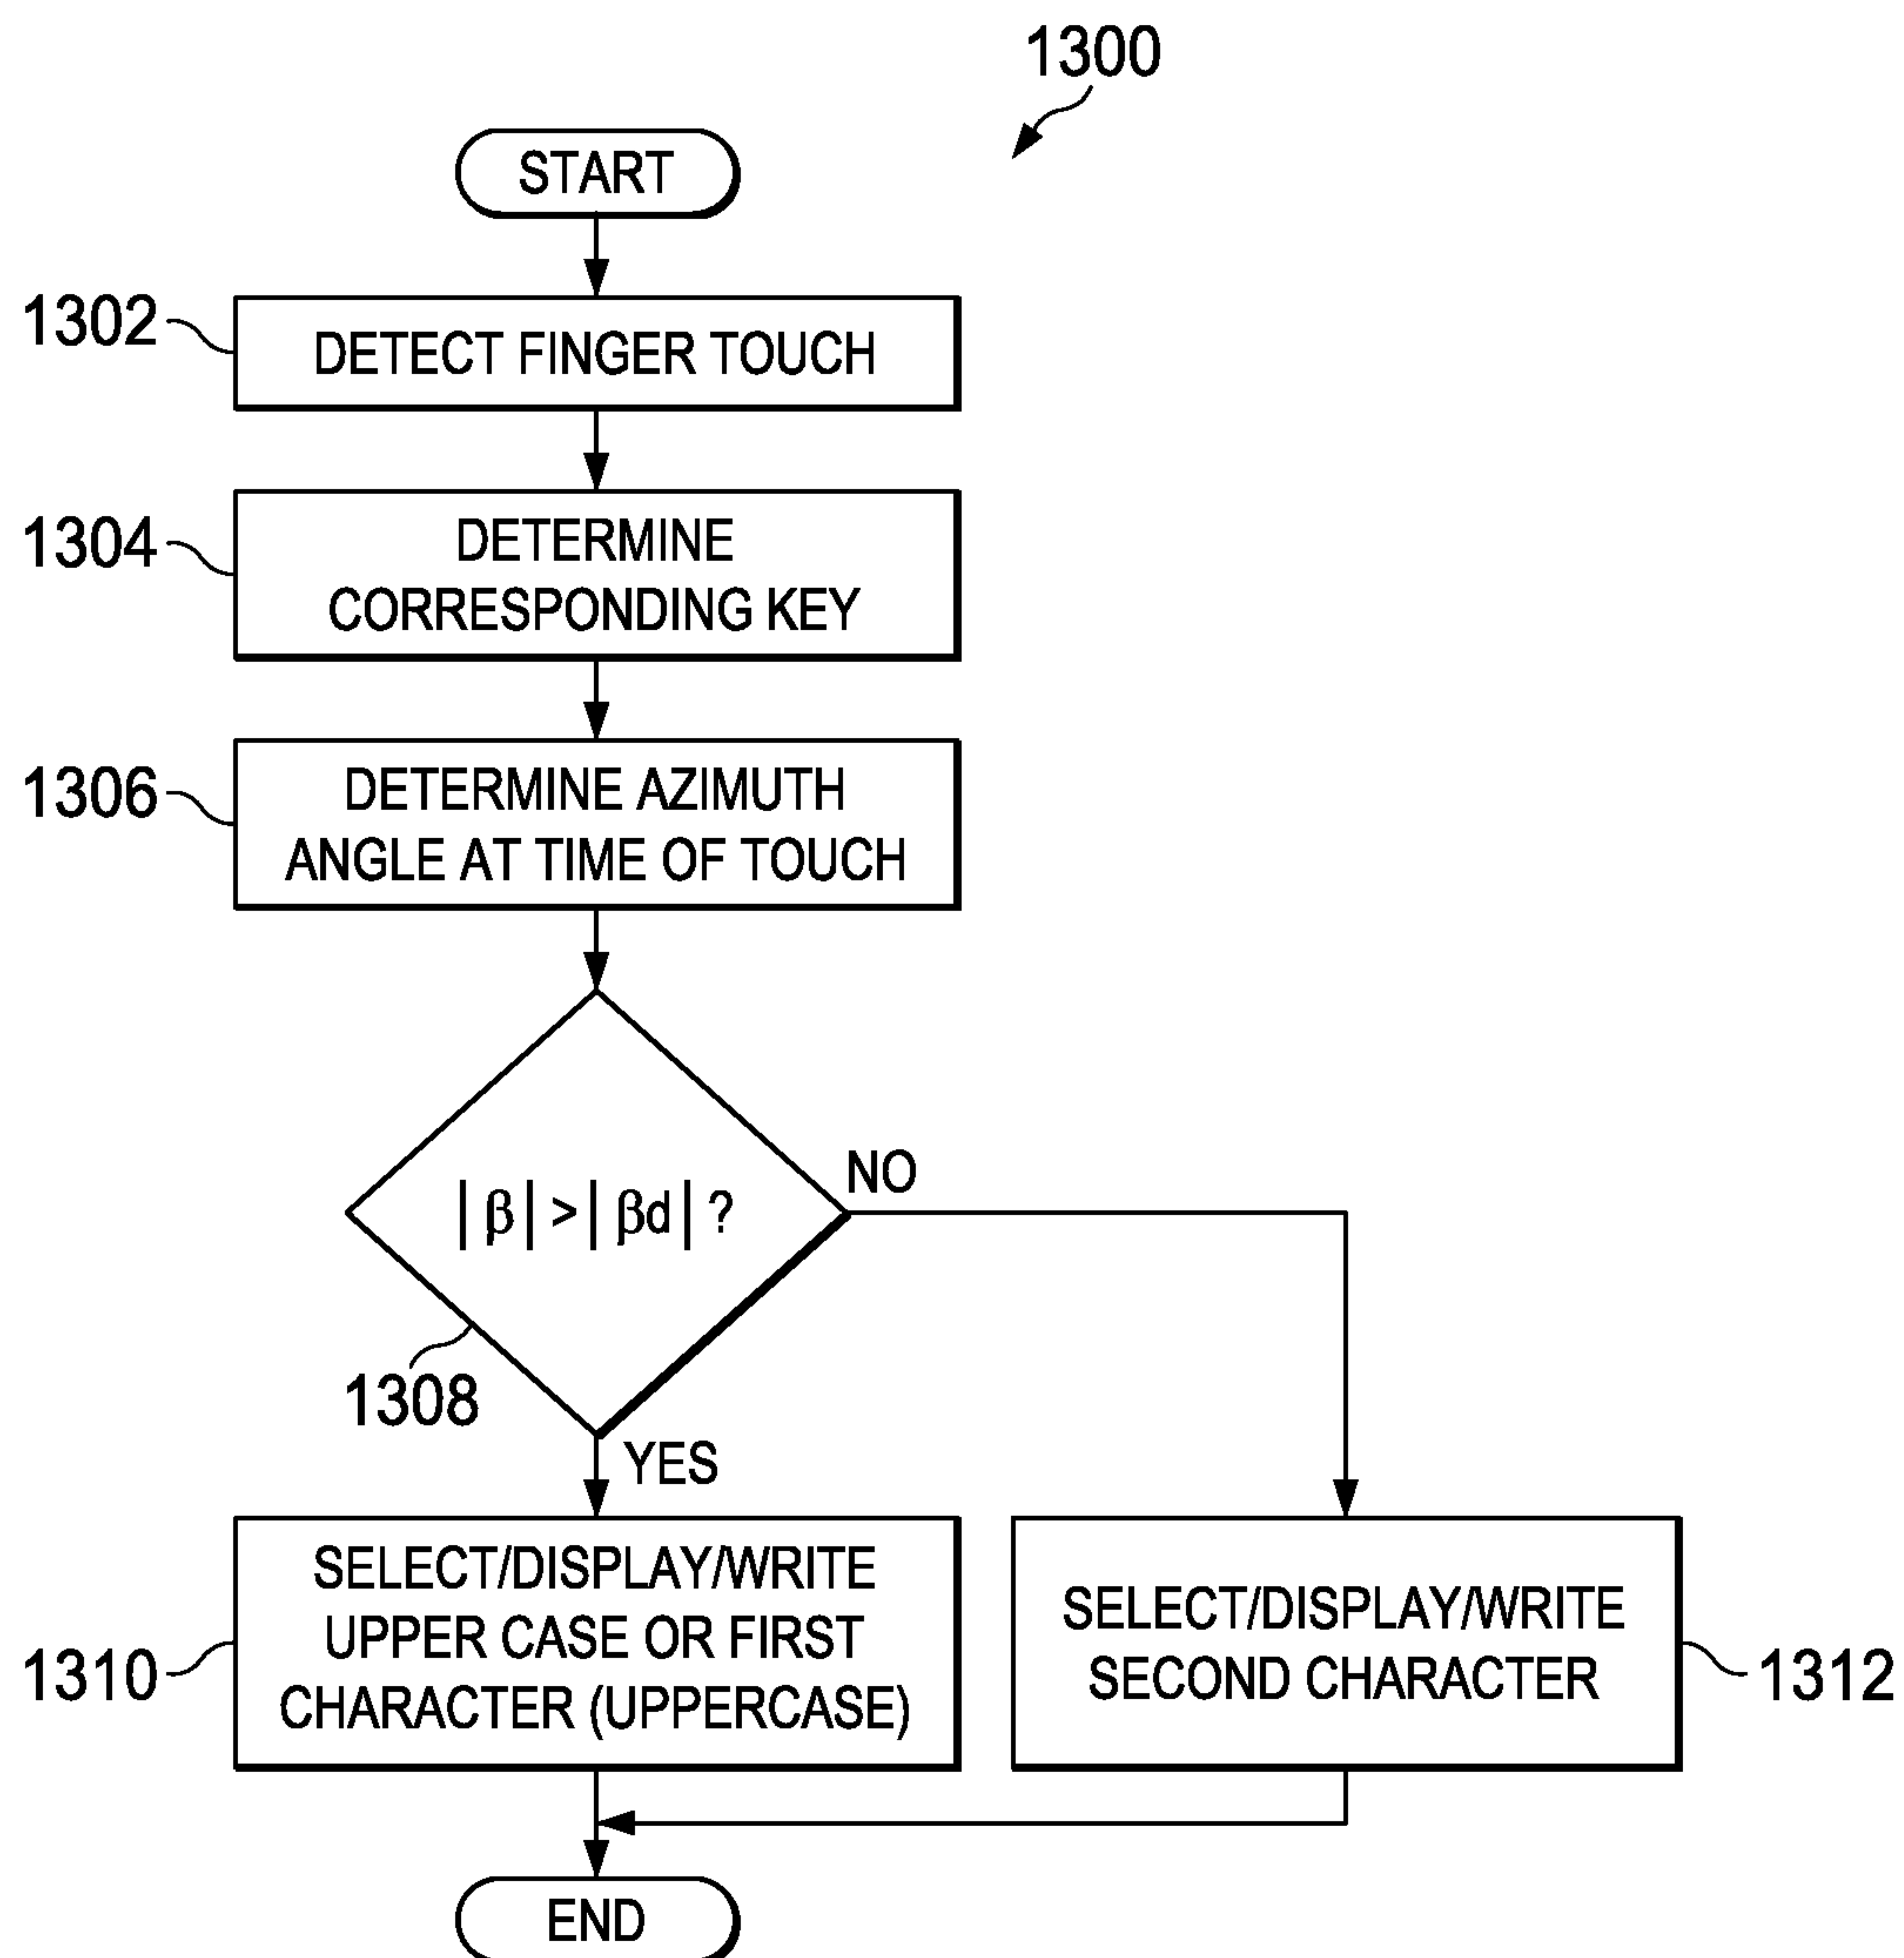 1300
START
1302
DETECT FINGER TOUCH
1304
DETERMINE
CORRESPONDING KEY
1306
DETERMINE AZIMUTH
ANGLE AT TIME OF TOUCH
NO
|β|>|βd|?
1308
YES
SELECT/DISPLAY/WRITE
UPPER CASE OR FIRST
CHARACTER (UPPERCASE)
1310
SELECT/DISPLAY/WRITE
SECOND CHARACTER
1312
END